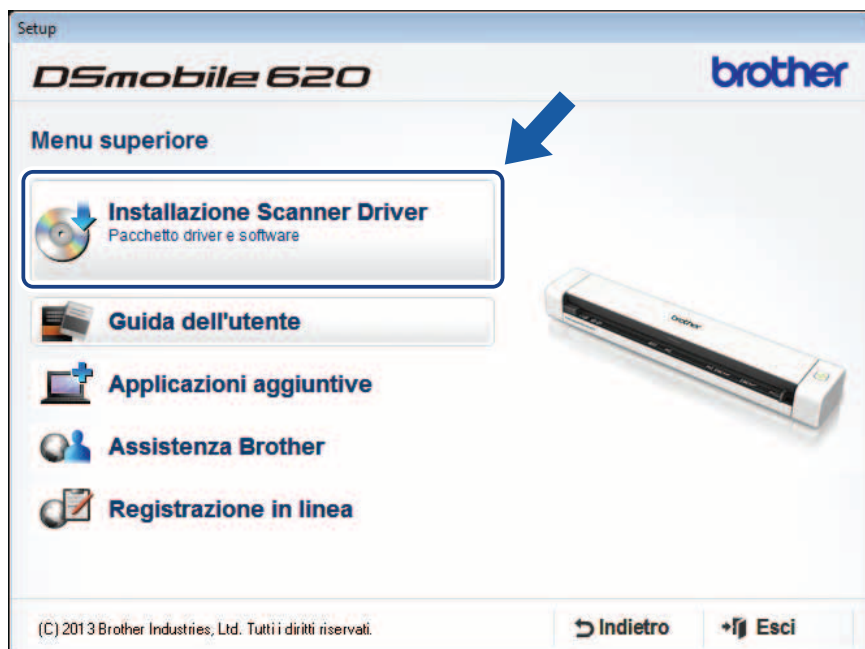 Setup
DSmobile 620
brother
Menu superiore
Installazione Scanner Driver
Pacchetto driver e software
brother
Guida dell'utente
Applicazioni aggiuntive
Assistenza Brother
Registrazione in linea
(C) 2013 Brother Industries, Ltd. Tutti i diritti riservati.
Indietro
Esci